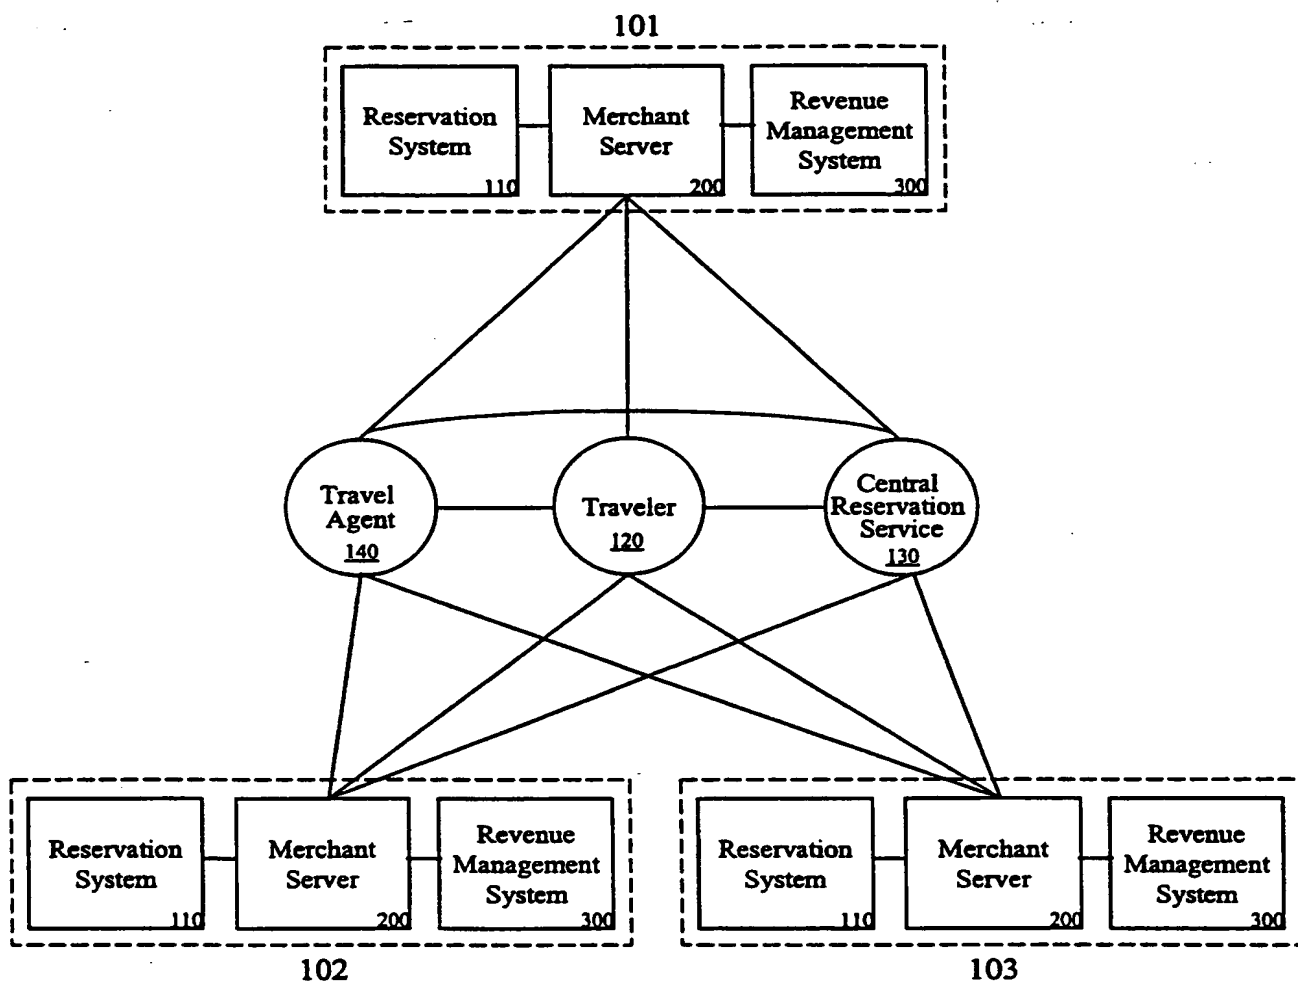 101
Reservation
System
110
Merchant
Server
200
Revenue
Management
System
300
Travel
Agent
140
Traveler
120
Central
Reservation
Service
130
Reservation
System
110
Merchant
Server
200
Revenue
Management
System
300
102
Reservation
System
110
Merchant
Server
200
Revenue
Management
System
300
103